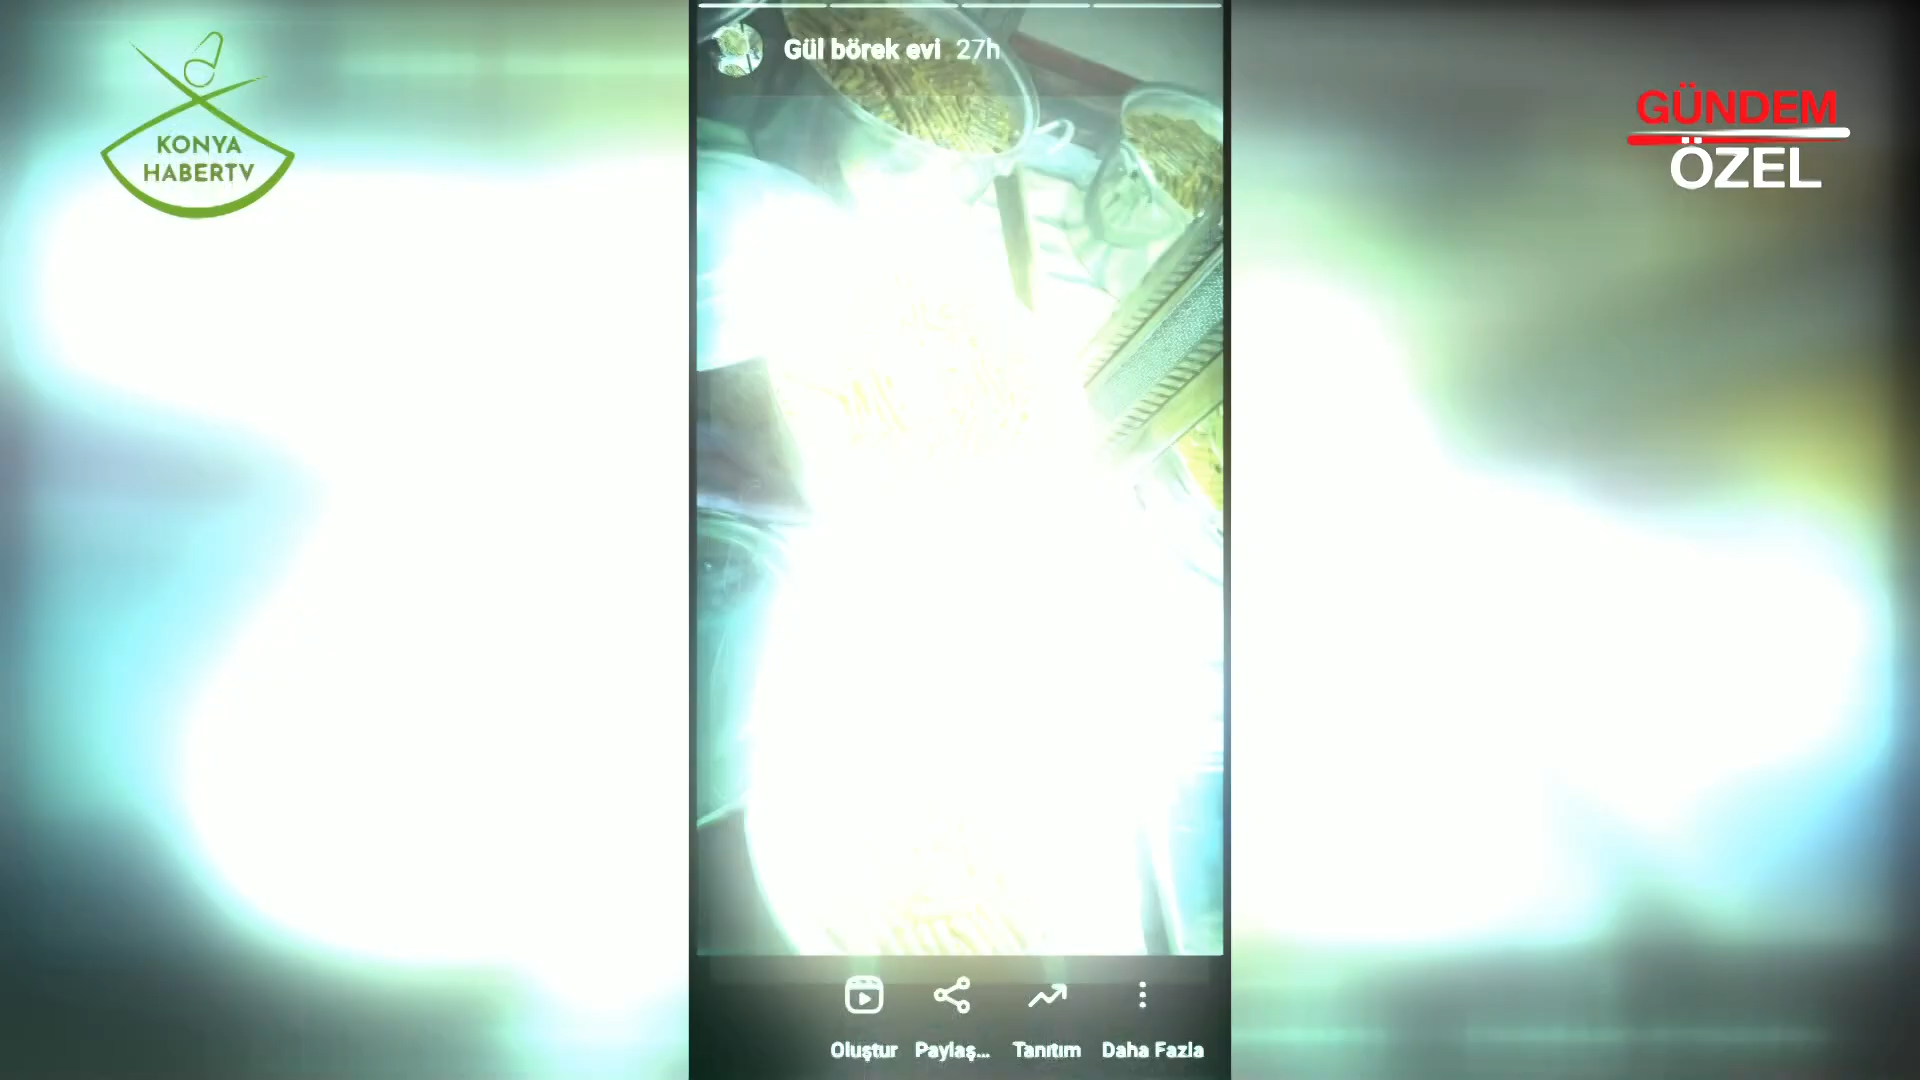 KONYA
HABERTV
Gül börek evi 27h
GÜNDEM
ÖZEL
Oluştur Paylaş... Tanıtım Daha Fazla